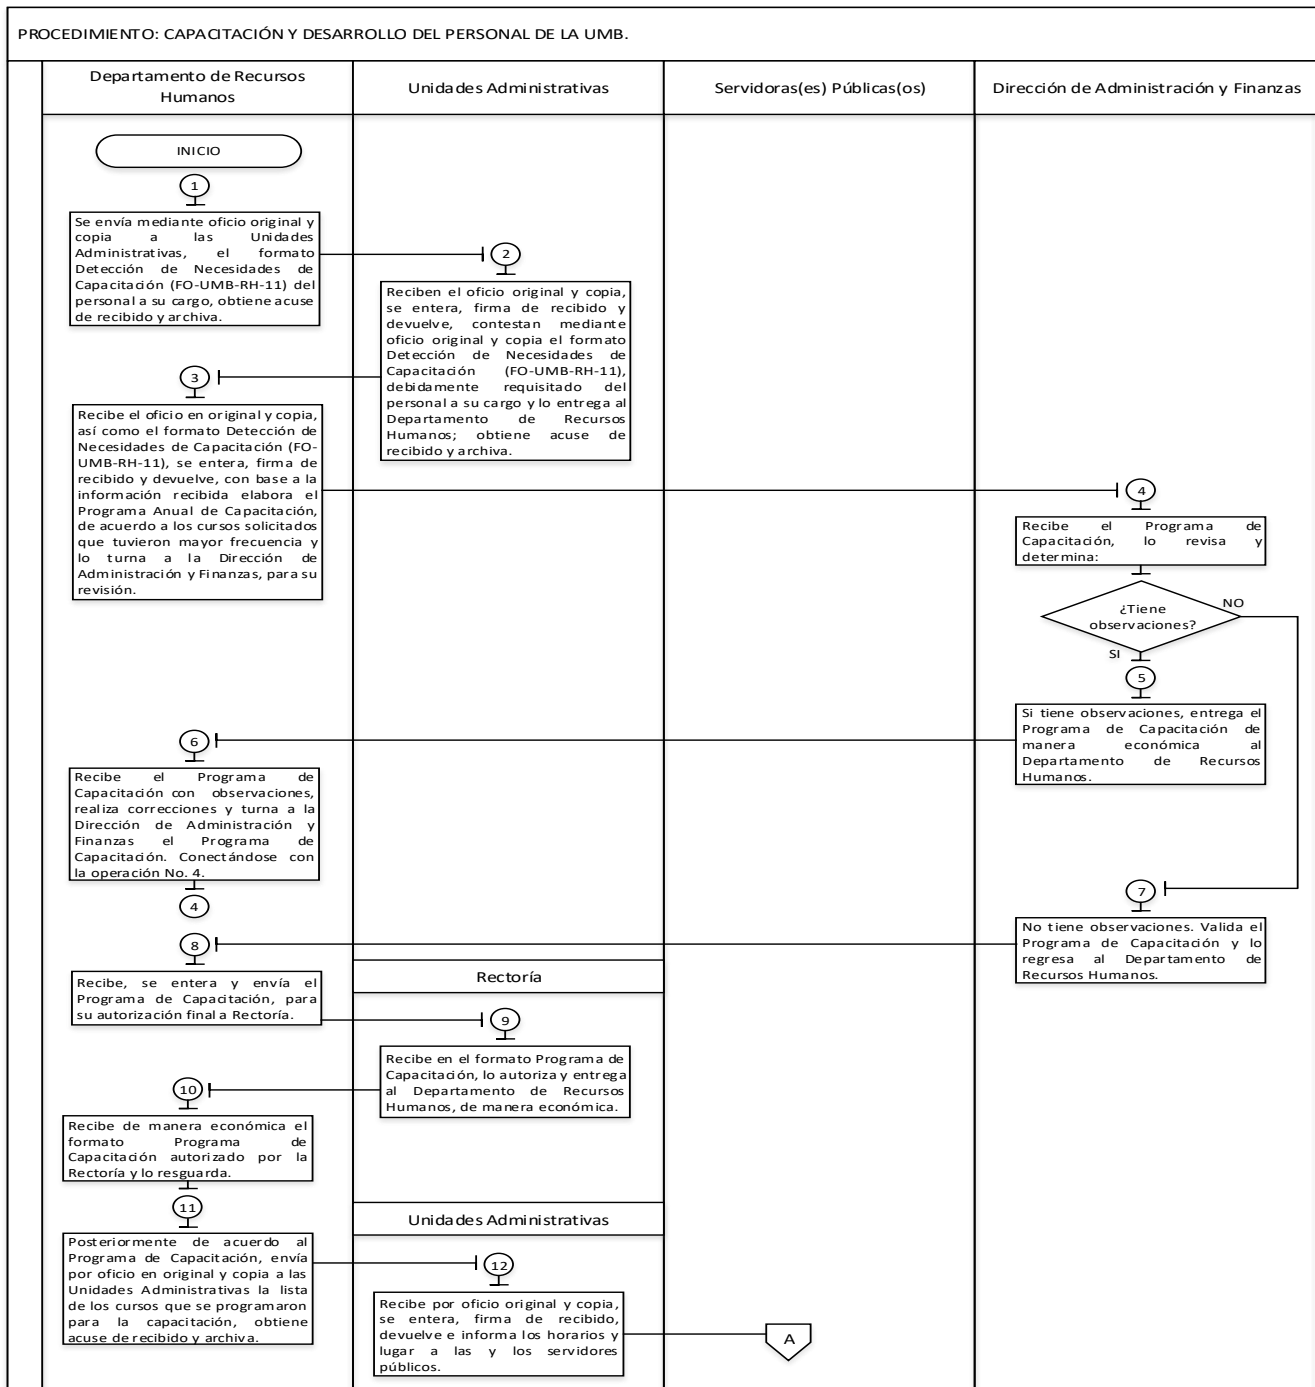 PROCEDIMIENTO: CAPACITACIÓN Y DESARROLLO DEL PERSONAL DE LA UMB.
Departamento de Recursos
Humanos
Unidades Administrativas
Servidoras(es) Públicas(os)
Dirección de Administración y Finanzas
INICIO
1
Se envía mediante oficio original y
copia a las Unidades
Administrativas, el formato
Detección de Necesidades de
Capacitación (FO-UMB-RH-11) del
personal a su cargo, obtiene acuse
de recibido y archiva.
2
Reciben el oficio original y copia,
se entera, firma de recibido y
devuelve, contestan mediante
oficio original y copia el formato
Detección de Necesidades de
Capacitación (FO-UMB-RH-11),
debidamente requisitado del
personal a su cargo y lo entrega al
Departamento de Recursos
Humanos; obtiene acuse de
recibido y archiva.
3
Recibe el oficio en original y copia,
así como el formato Detección de
Necesidades de Capacitación (FO-
UMB-RH-11), se entera, firma de
recibido y devuelve, con base a la
información recibida elabora el
Programa Anual de Capacitación,
de acuerdo a los cursos solicitados
que tuvieron mayor frecuencia y
lo turna a la Dirección de
Administración y Finanzas, para su
revisión.
4
Recibe el Programa de
Capacitación, lo revisa y
determina:
¿Tiene
observaciones?
NO
SI
5
Si tiene observaciones, entrega el
Programa de Capacitación de
manera económica al
Departamento de Recursos
Humanos.
6
Recibe el Programa de
Capacitación con observaciones,
realiza correcciones y turna a la
Dirección de Administración y
Finanzas el Programa de
Capacitación. Conectándose con
la operación No. 4.
4
7
No tiene observaciones. Valida el
Programa de Capacitación y lo
regresa al Departamento de
Recursos Humanos.
8
Recibe, se entera y envía el
Programa de Capacitación, para
su autorización final a Rectoría.
Rectoría
9
Recibe en el formato Programa de
Capacitación, lo autoriza y entrega
al Departamento de Recursos
Humanos, de manera económica.
10
Recibe de manera económica el
formato Programa de
Capacitación autorizado por la
Rectoría y lo resguarda.
11
Posteriormente de acuerdo al
Programa de Capacitación, envía
por oficio en original y copia a las
Unidades Administrativas la lista
de los cursos que se programaron
para la capacitación, obtiene
acuse de recibido y archiva.
Unidades Administrativas
12
Recibe por oficio original y copia,
se entera, firma de recibido,
devuelve e informa los horarios y
lugar a las y los servidores
públicos.
A